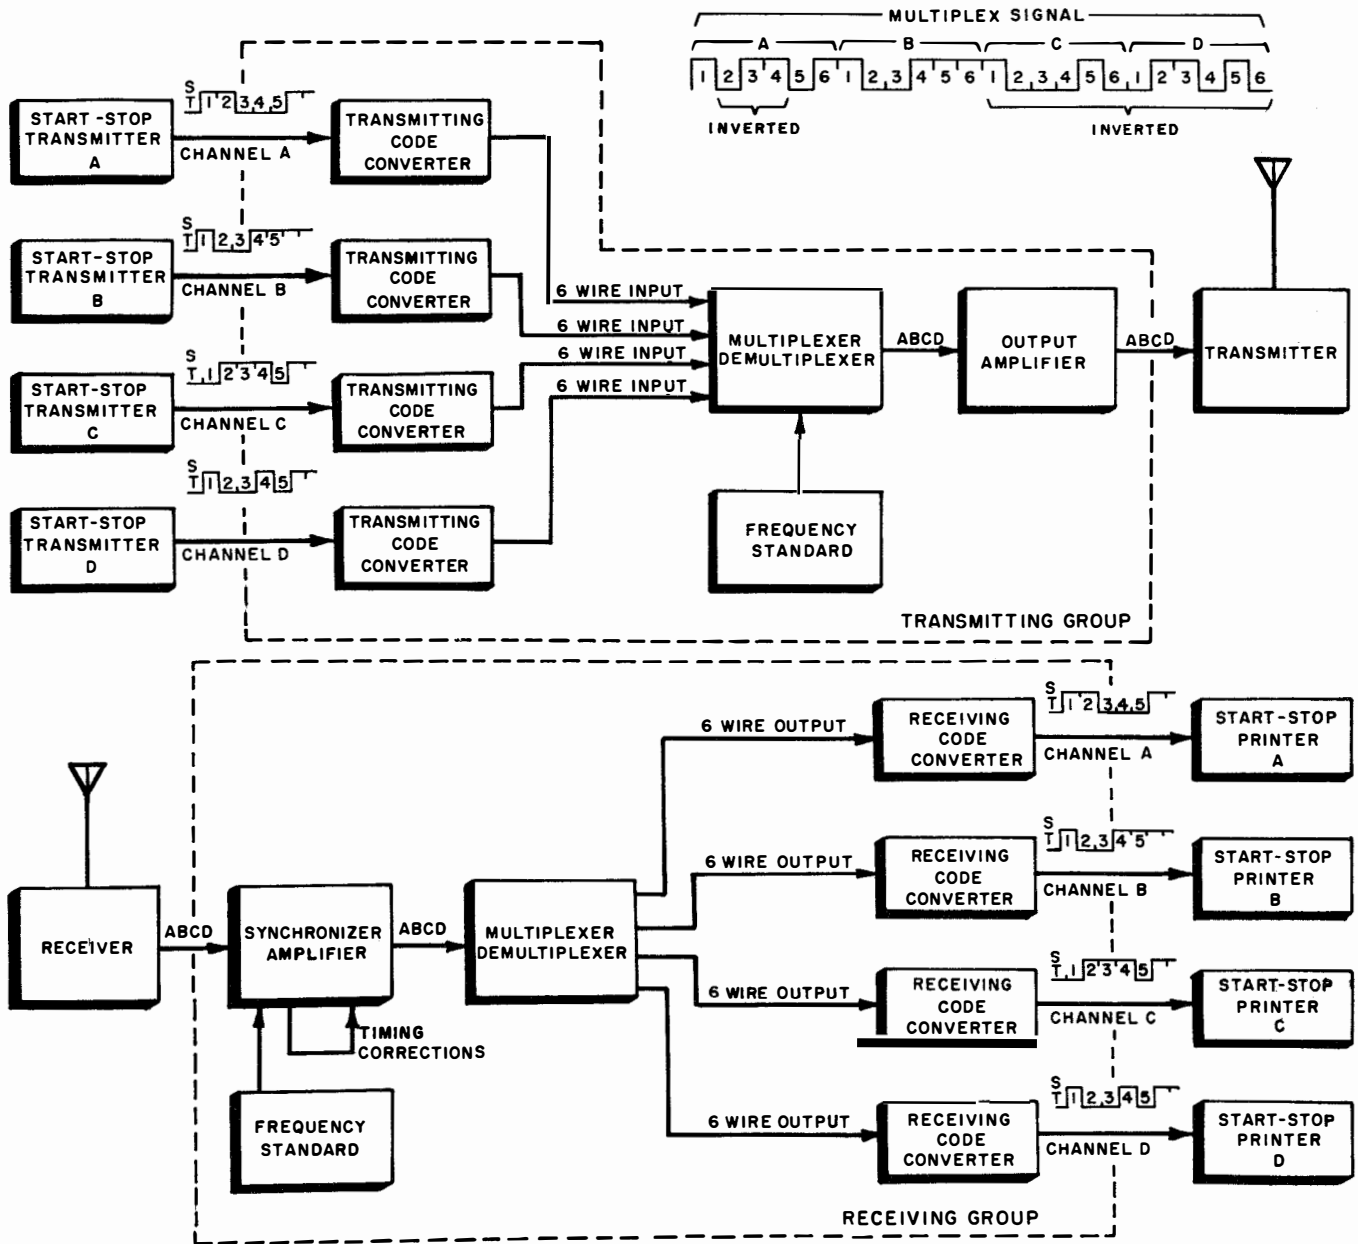 MULTIPLEX SIGNAL
A B C D
1 2 3 4 5 6 1 2 3 4 5 6 1 2 3 4 5 6 1 2 3 4 5 6
INVERTED
INVERTED
START-STOP
TRANSMITTER
A
ST 1 2 3 4 5
CHANNEL A
TRANSMITTING
CODE
CONVERTER
START-STOP
TRANSMITTER
B
ST 1 2 3 4 5
CHANNEL B
TRANSMITTING
CODE
CONVERTER
START-STOP
TRANSMITTER
C
ST 1 2 3 4 5
CHANNEL C
TRANSMITTING
CODE
CONVERTER
START-STOP
TRANSMITTER
D
ST 1 2 3 4 5
CHANNEL D
TRANSMITTING
CODE
CONVERTER
6 WIRE INPUT
6 WIRE INPUT
6 WIRE INPUT
6 WIRE INPUT
MULTIPLEXER
DEMULTIPLEXER
ABCD
OUTPUT
AMPLIFIER
ABCD
TRANSMITTER
FREQUENCY
STANDARD
TRANSMITTING GROUP
RECEIVER
ABCD
SYNCHRONIZER
AMPLIFIER
ABCD
TIMING
CORRECTIONS
FREQUENCY
STANDARD
MULTIPLEXER
DEMULTIPLEXER
6 WIRE OUTPUT
RECEIVING
CODE
CONVERTER
ST 1 2 3 4 5
CHANNEL A
START-STOP
PRINTER
A
6 WIRE OUTPUT
RECEIVING
CODE
CONVERTER
ST 1 2 3 4 5
CHANNEL B
START-STOP
PRINTER
B
6 WIRE OUTPUT
RECEIVING
CODE
CONVERTER
ST 1 2 3 4 5
CHANNEL C
START-STOP
PRINTER
C
6 WIRE OUTPUT
RECEIVING
CODE
CONVERTER
ST 1 2 3 4 5
CHANNEL D
START-STOP
PRINTER
D
RECEIVING GROUP